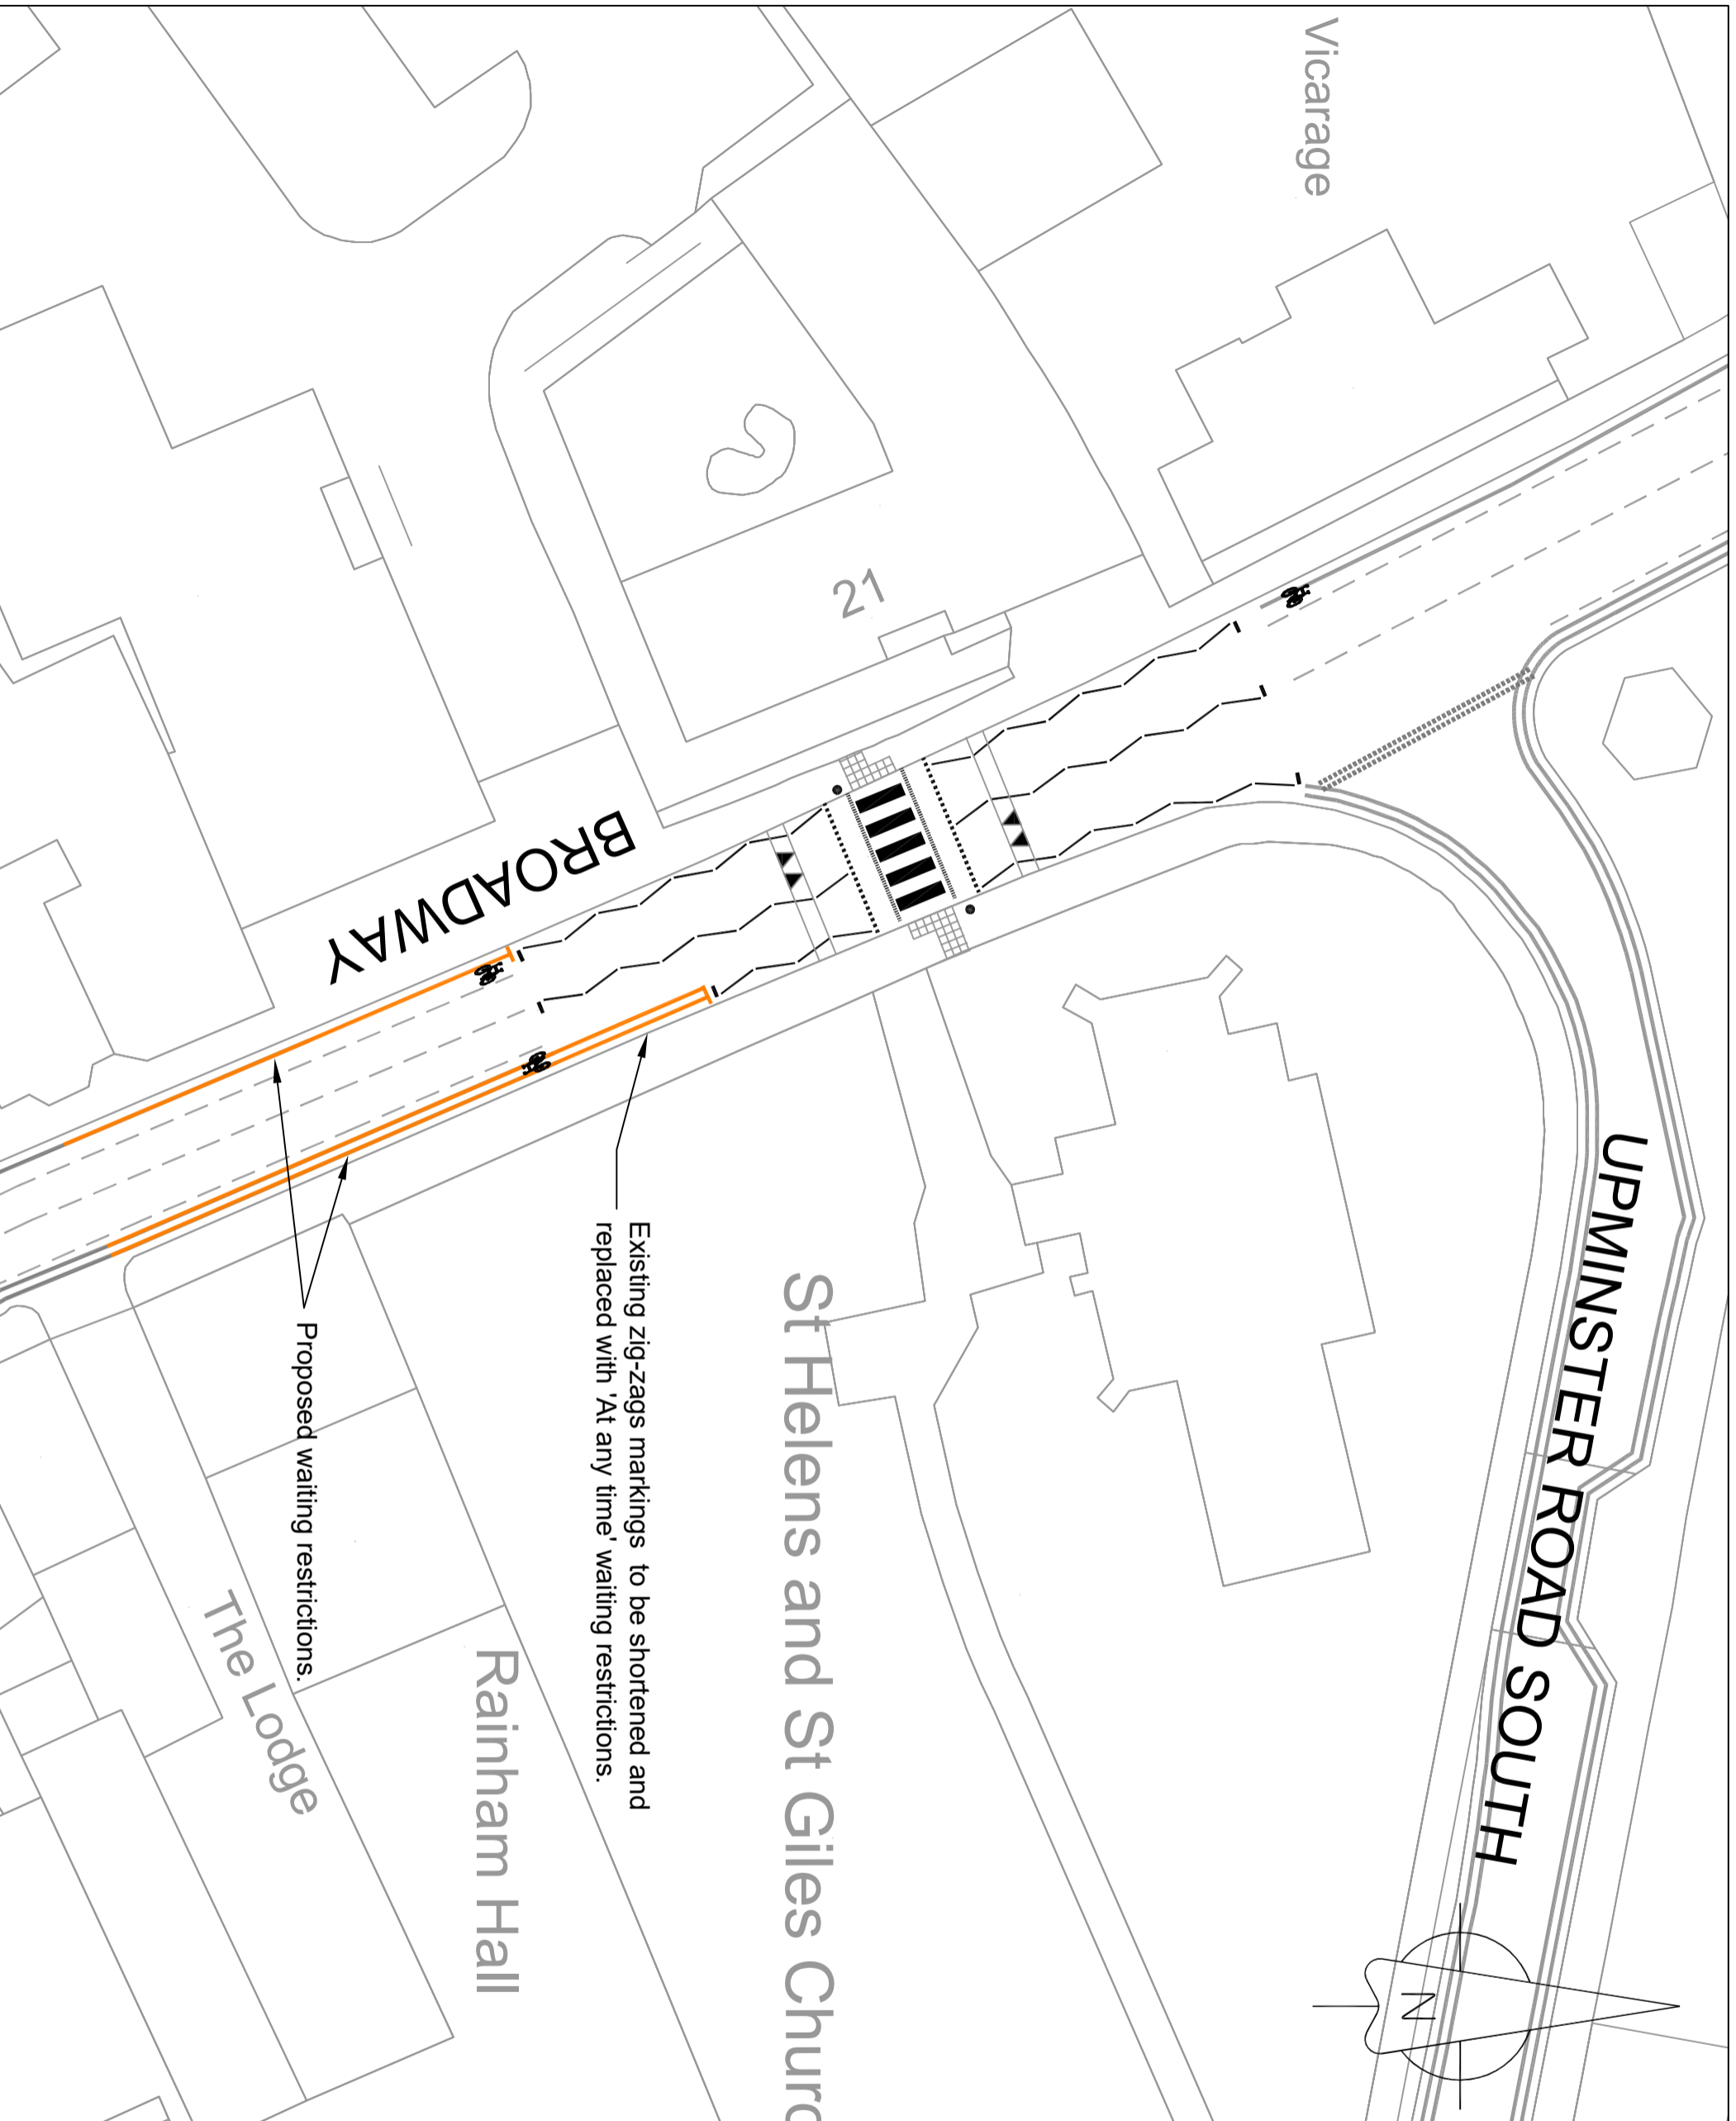 Vicarage
21
BROADWAY
UPMINSTER ROAD SOUTH
Existing zig-zags markings to be shortened and
replaced with 'At any time' waiting restrictions.
St Helens and St Giles Churc
Proposed waiting restrictions.
Rainham Hall
The Lodge
N